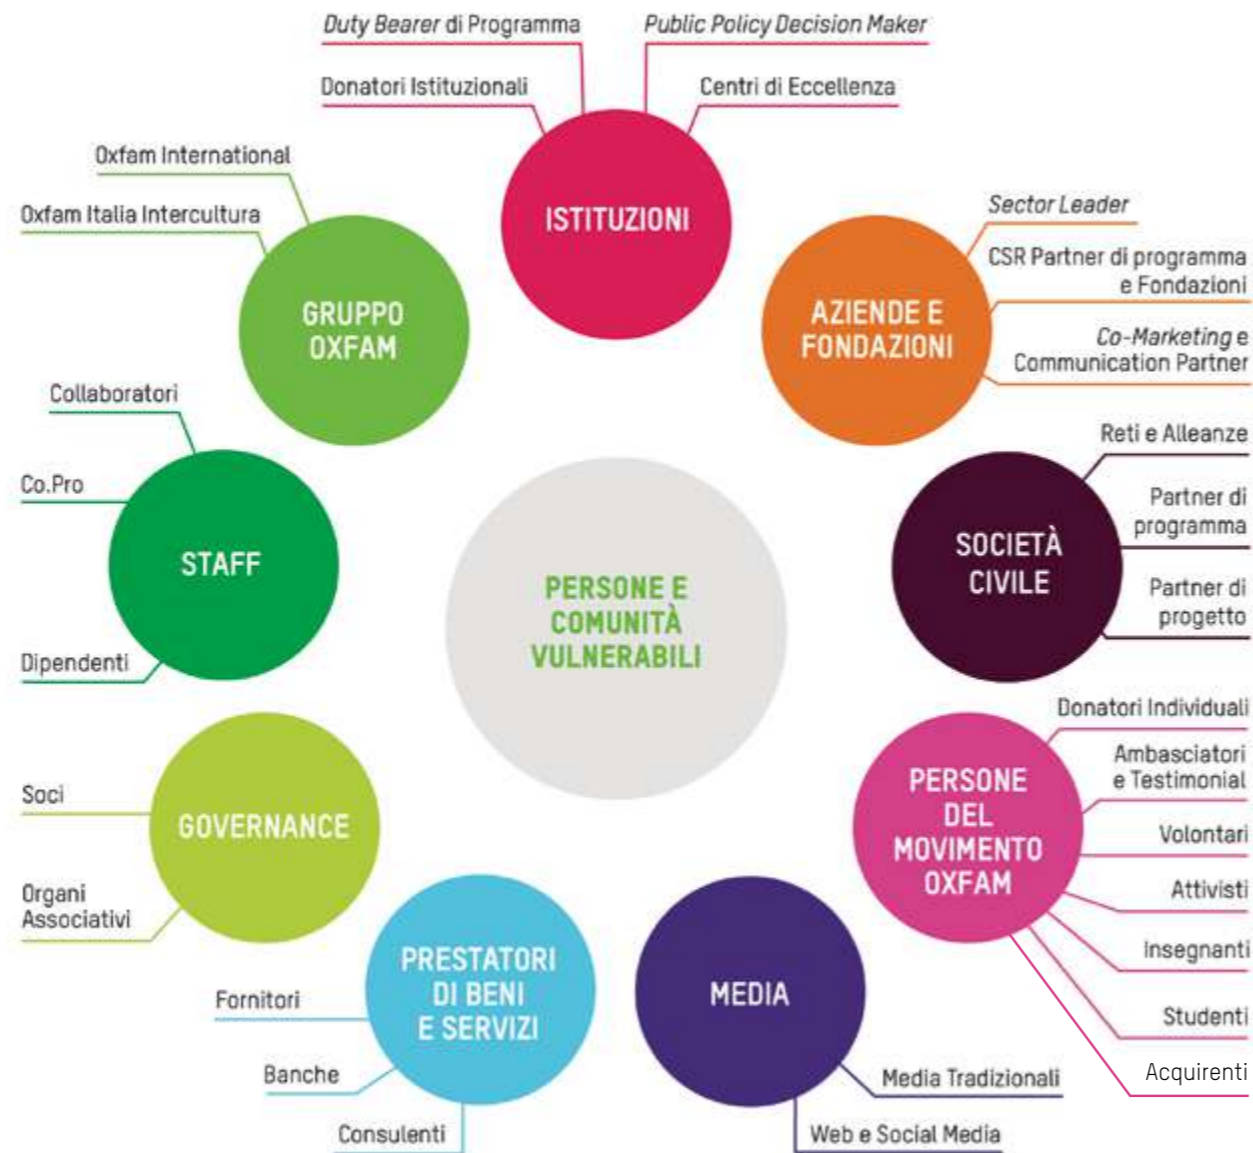 Duty Bearer di Programma
Public Policy Decision Maker
Donatori Istituzionali
Centri di Eccellenza
ISTITUZIONI
Oxfam International
Oxfam Italia Intercultura
GRUPPO
OXFAM
Sector Leader
CSR Partner di programma
e Fondazioni
Co-Marketing e
Communication Partner
AZIENDE E
FONDAZIONI
Collaboratori
Co.Pro
Dipendenti
STAFF
PERSONE E
COMUNITÀ
VULNERABILI
Reti e Alleanze
Partner di
programma
Partner di
progetto
SOCIETÀ
CIVILE
Soci
Organi
Associativi
GOVERNANCE
Donatori Individuali
Ambasciatori
e Testimonial
Volontari
Attivisti
Insegnanti
Studenti
Acquirenti
PERSONE
DEL
MOVIMENTO
OXFAM
Fornitori
Banche
Consulenti
PRESTATORI
DI BENI
E SERVIZI
MEDIA
Media Tradizionali
Web e Social Media